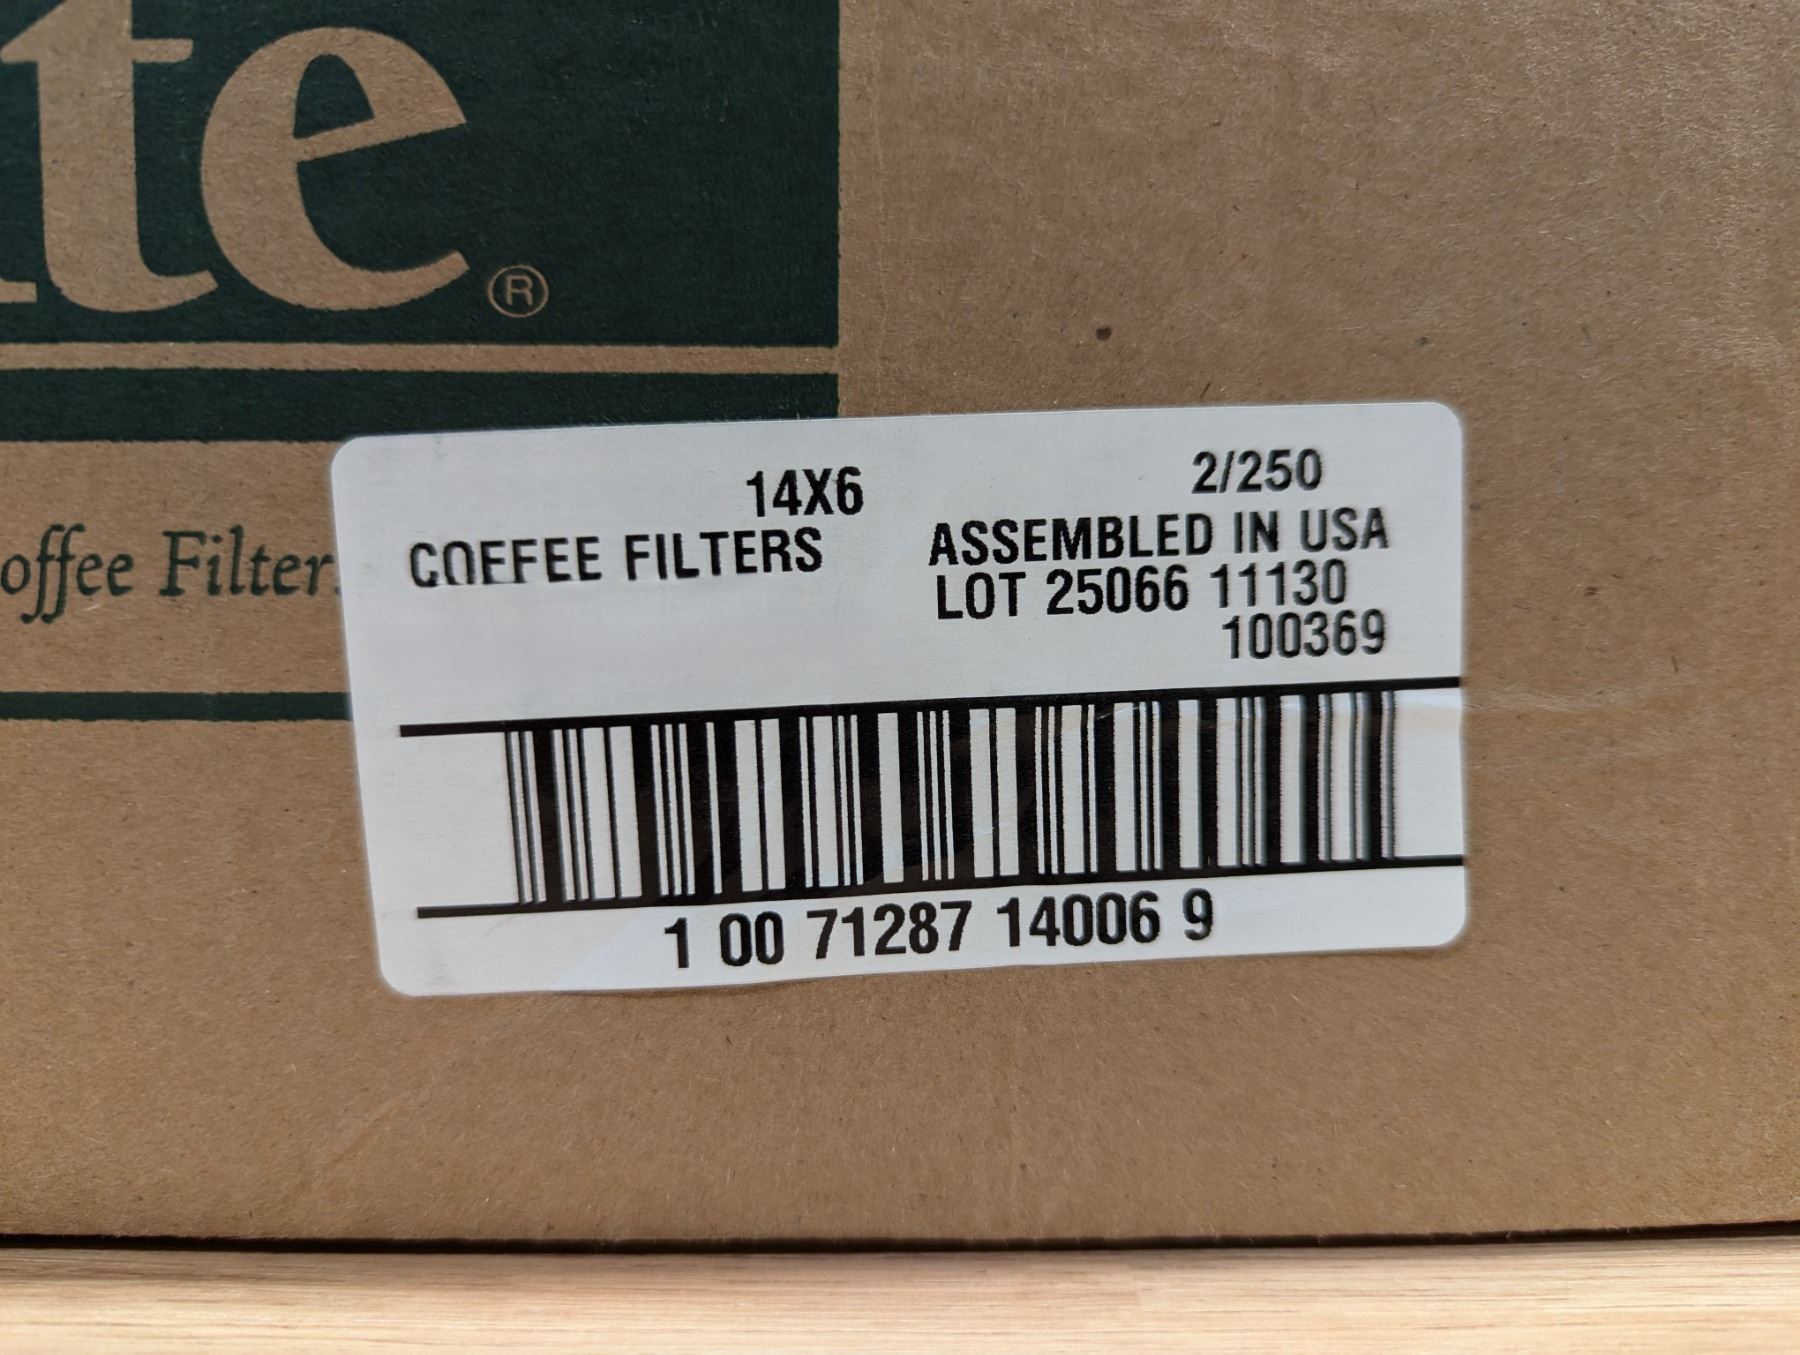 te®
offee Filter
14X6
COFFEE FILTERS
2/250
ASSEMBLED IN USA
LOT 25066 11130
100369
1 00 71287 14006 9